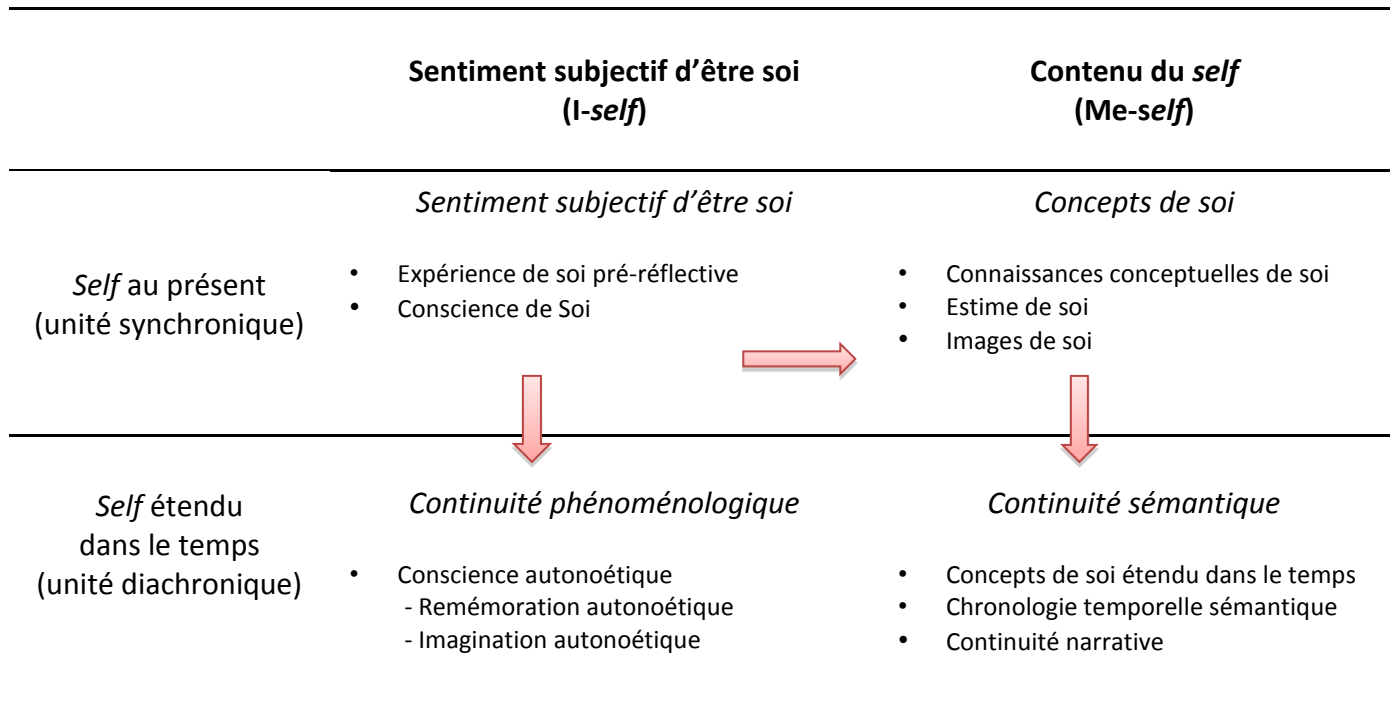 Sentiment subjectif d’être soi
(I-self)
Contenu du self
(Me-self)
Self au présent
(unité synchronique)
Sentiment subjectif d’être soi
• Expérience de soi pré-réflective
• Conscience de Soi
Concepts de soi
• Connaissances conceptuelles de soi
• Estime de soi
• Images de soi
Self étendu
dans le temps
(unité diachronique)
Continuité phénoménologique
• Conscience autonoétique
- Remémoration autonoétique
- Imagination autonoétique
Continuité sémantique
• Concepts de soi étendu dans le temps
• Chronologie temporelle sémantique
• Continuité narrative